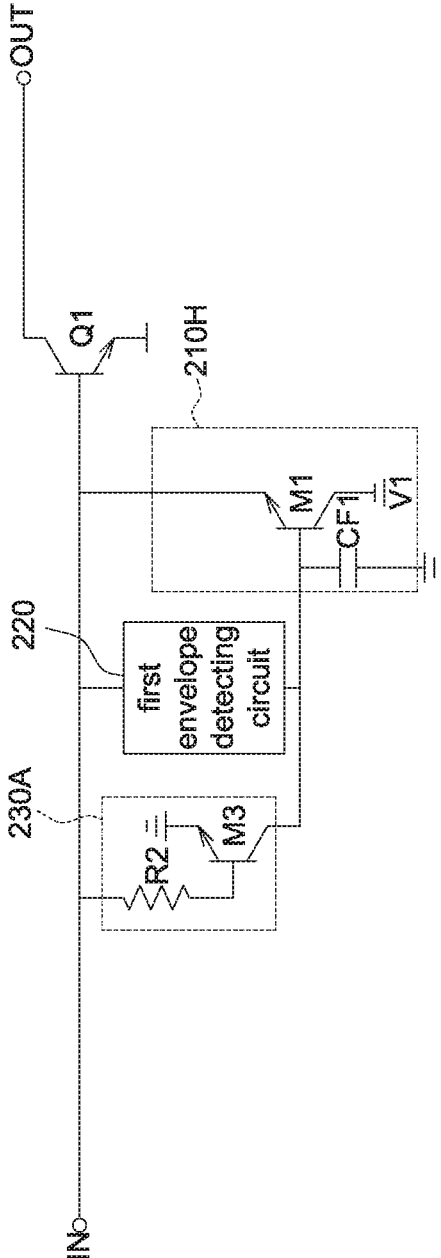 IN
OUT
Q1
230A
220
210H
R2
M3
first
envelope
detecting
circuit
M1
CF1
V1